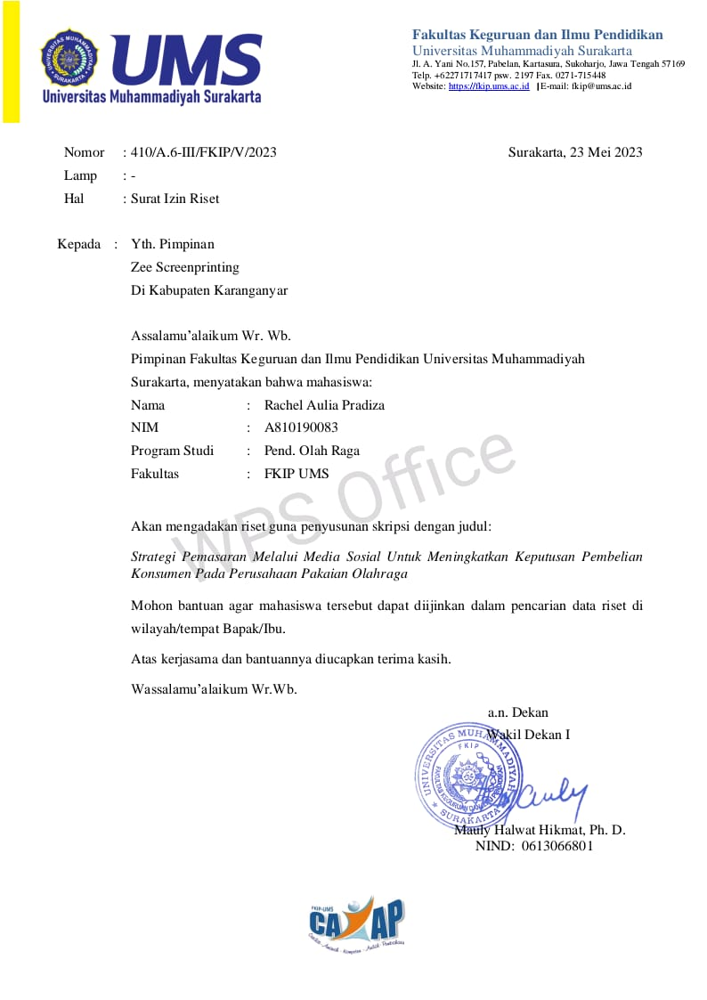 UMS
Universitas Muhammadiyah Surakarta
Fakultas Keguruan dan Ilmu Pendidikan
Universitas Muhammadiyah Surakarta
Jl. A. Yani No.157, Pabelan, Kartasura, Sukoharjo, Jawa Tengah 57169
Telp. +62271717417 psw. 2197 Fax. 0271-715448
Website: https://fkip.ums.ac.id | E-mail: fkip@ums.ac.id
Nomor : 410/A.6-III/FKIP/V/2023 Surakarta, 23 Mei 2023
Lamp : -
Hal : Surat Izin Riset
Kepada : Yth. Pimpinan
Zee Screenprinting
Di Kabupaten Karanganyar
Assalamu’alaikum Wr. Wb.
Pimpinan Fakultas Keguruan dan Ilmu Pendidikan Universitas Muhammadiyah
Surakarta, menyatakan bahwa mahasiswa:
Nama : Rachel Aulia Pradiza
NIM : A810190083
Program Studi : Pend. Olah Raga
Fakultas : FKIP UMS
WPS Office
Akan mengadakan riset guna penyusunan skripsi dengan judul:
Strategi Pemasaran Melalui Media Sosial Untuk Meningkatkan Keputusan Pembelian
Konsumen Pada Perusahaan Pakaian Olahraga
Mohon bantuan agar mahasiswa tersebut dapat diijinkan dalam pencarian data riset di
wilayah/tempat Bapak/Ibu.
Atas kerjasama dan bantuannya diucapkan terima kasih.
Wassalamu’alaikum Wr.Wb.
a.n. Dekan
Wakil Dekan I
UNIVERSITAS MUHAMMADIYAH
FKIP
SURAKARTA
Mauly Halwat Hikmat, Ph. D.
NIND: 0613066801
FKIP-UMS
CAKAP